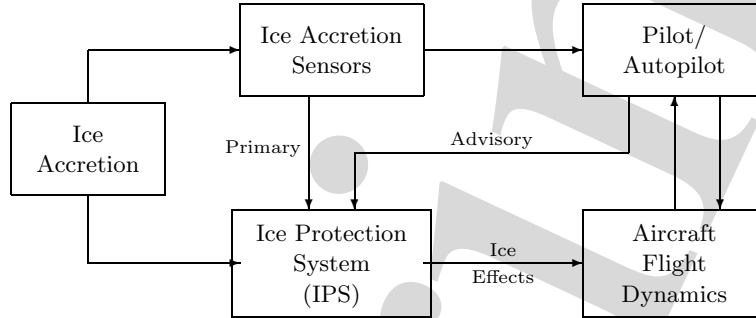 Ice Accretion
Sensors
Pilot/
Autopilot
Ice
Accretion
Primary
Advisory
Ice Protection
System
(IPS)
Ice
Effects
Aircraft
Flight
Dynamics